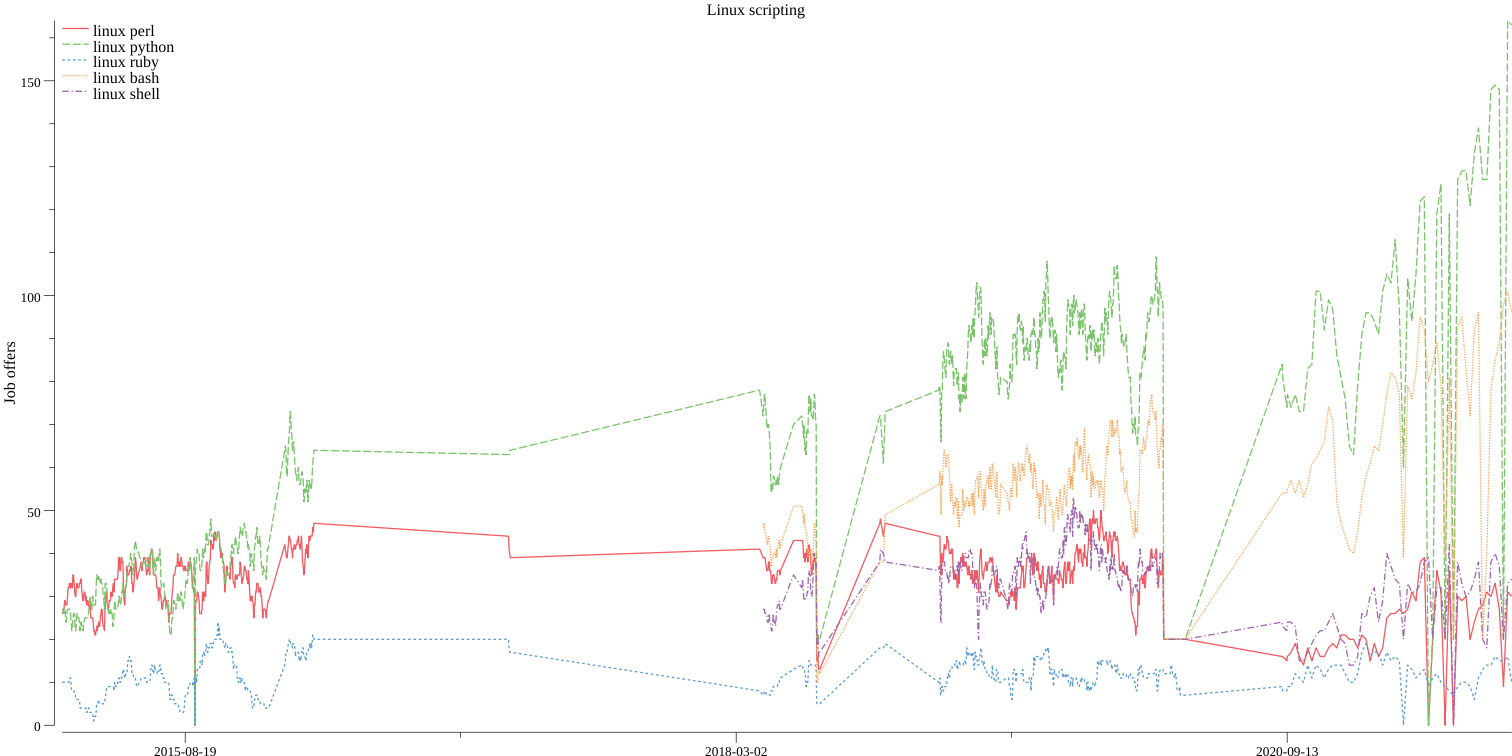 Linux scripting
linux perl
linux python
linux ruby
linux bash
linux shell
Job offers
150
100
50
0
2015-08-19
2018-03-02
2020-09-13